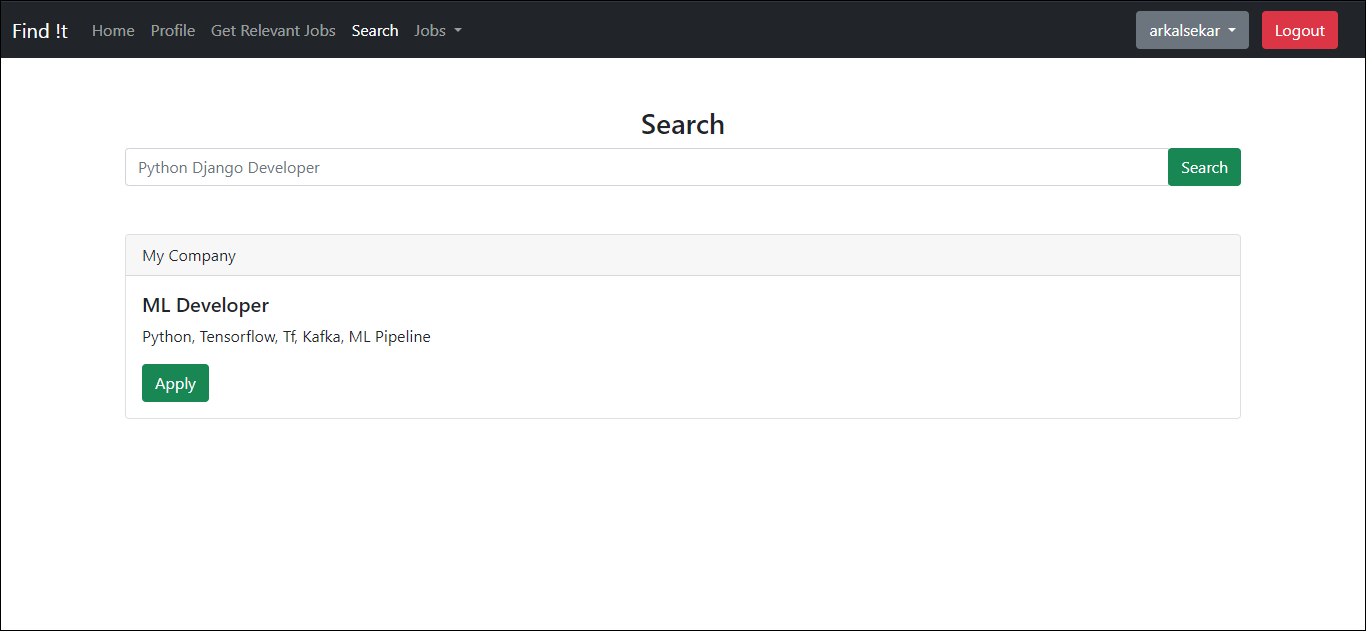 Find !t Home Profile Get Relevant Jobs Search Jobs arkalsekar Logout
Search
Python Django Developer Search
My Company
ML Developer
Python, Tensorflow, Tf, Kafka, ML Pipeline
Apply